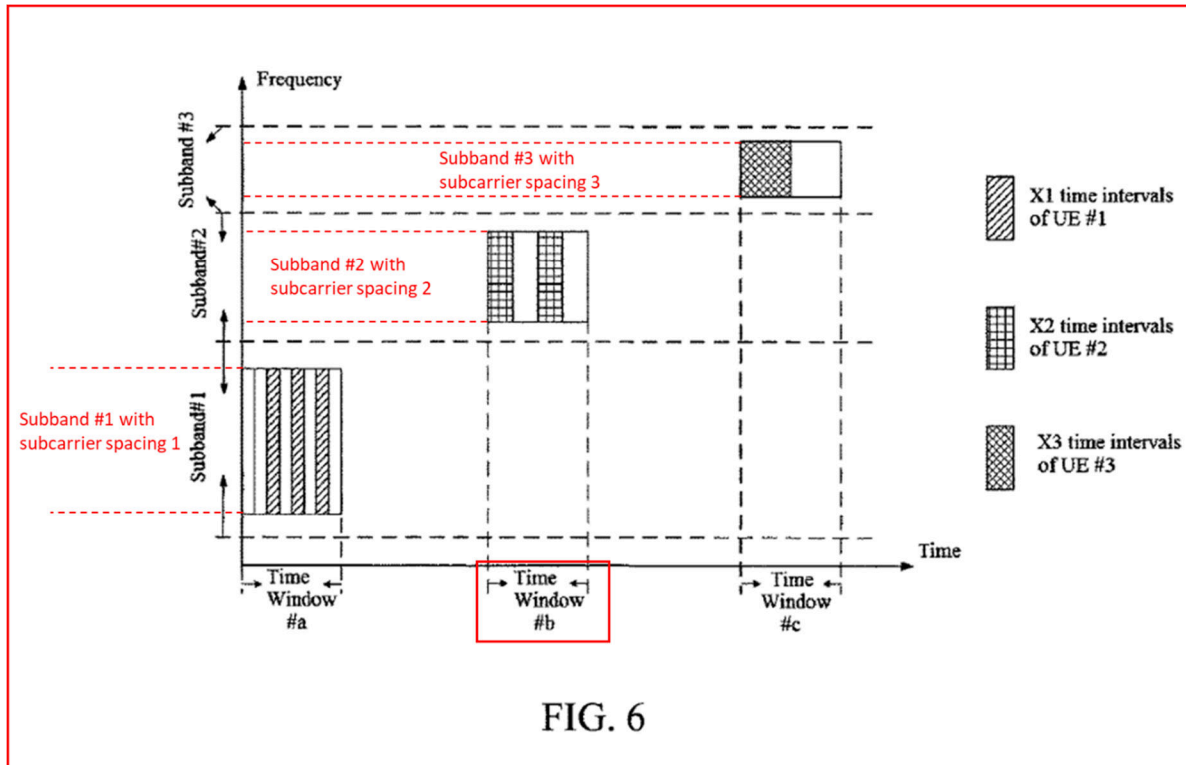 Frequency
Subband #3
Subband #3 with
subcarrier spacing 3
X1 time intervals
of UE #1
Subband#2
Subband #2 with
subcarrier spacing 2
X2 time intervals
of UE #2
Subband #1 with
subcarrier spacing 1
Subband#1
X3 time intervals
of UE #3
Time
Time
Window
#a
Time
Window
#b
Time
Window
#c
FIG. 6